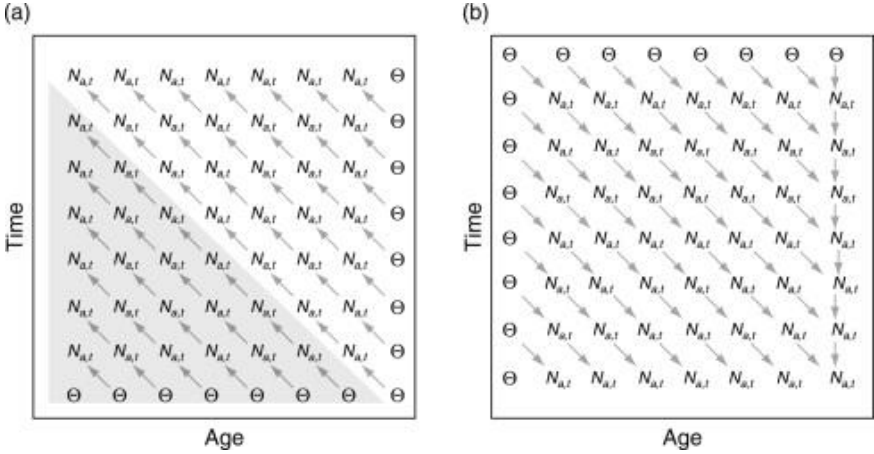 (a)
N_{a,t} N_{a,t} N_{a,t} N_{a,t} N_{a,t} N_{a,t} N_{a,t} Θ
N_{a,t} N_{a,t} N_{a,t} N_{a,t} N_{a,t} N_{a,t} N_{a,t} Θ
N_{a,t} N_{a,t} N_{a,t} N_{a,t} N_{a,t} N_{a,t} N_{a,t} Θ
N_{a,t} N_{a,t} N_{a,t} N_{a,t} N_{a,t} N_{a,t} N_{a,t} Θ
N_{a,t} N_{a,t} N_{a,t} N_{a,t} N_{a,t} N_{a,t} N_{a,t} Θ
N_{a,t} N_{a,t} N_{a,t} N_{a,t} N_{a,t} N_{a,t} N_{a,t} Θ
N_{a,t} N_{a,t} N_{a,t} N_{a,t} N_{a,t} N_{a,t} N_{a,t} Θ
Θ Θ Θ Θ Θ Θ Θ Θ
Time
Age
(b)
Θ Θ Θ Θ Θ Θ Θ Θ
Θ N_{a,t} N_{a,t} N_{a,t} N_{a,t} N_{a,t} N_{a,t} N_{a,t}
Θ N_{a,t} N_{a,t} N_{a,t} N_{a,t} N_{a,t} N_{a,t} N_{a,t}
Θ N_{a,t} N_{a,t} N_{a,t} N_{a,t} N_{a,t} N_{a,t} N_{a,t}
Θ N_{a,t} N_{a,t} N_{a,t} N_{a,t} N_{a,t} N_{a,t} N_{a,t}
Θ N_{a,t} N_{a,t} N_{a,t} N_{a,t} N_{a,t} N_{a,t} N_{a,t}
Θ N_{a,t} N_{a,t} N_{a,t} N_{a,t} N_{a,t} N_{a,t} N_{a,t}
Θ N_{a,t} N_{a,t} N_{a,t} N_{a,t} N_{a,t} N_{a,t} N_{a,t}
Time
Age